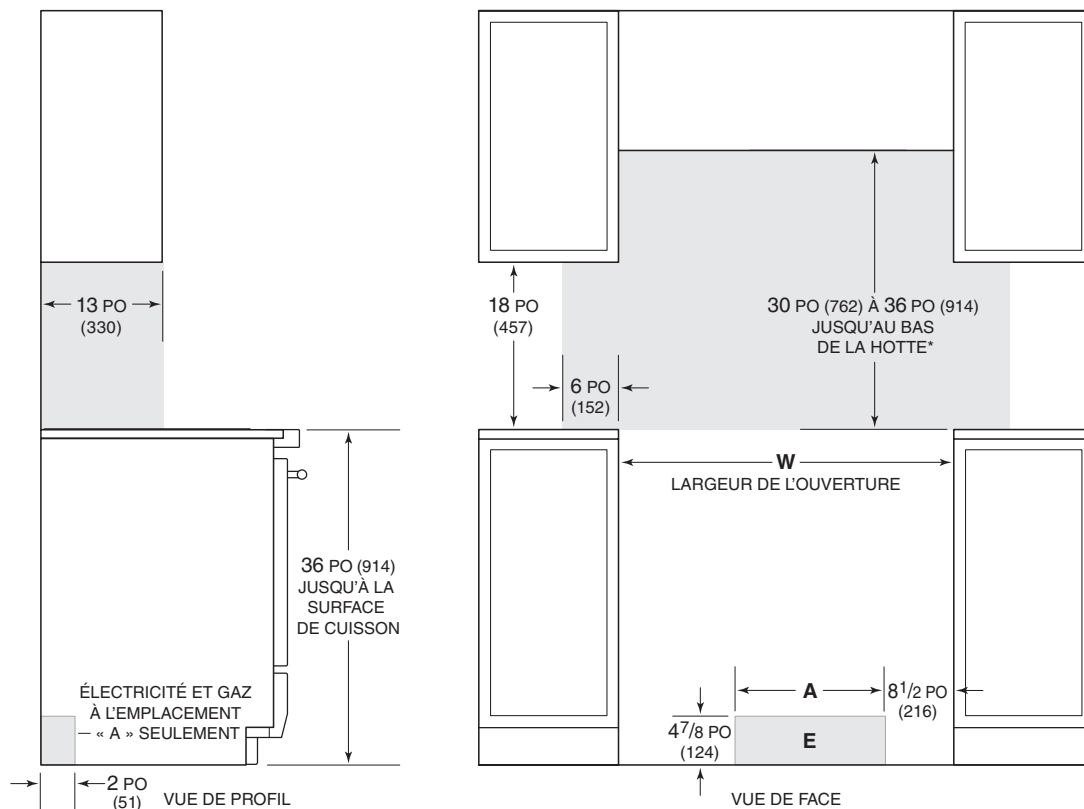 13 PO
(330)
36 PO (914)
JUSQU'À LA
SURFACE
DE CUISSON
ÉLECTRICITÉ ET GAZ
À L'EMPLACEMENT
« A » SEULEMENT
2 PO
(51)
VUE DE PROFIL
18 PO
(457)
30 PO (762) À 36 PO (914)
JUSQU'AU BAS
DE LA HOTTE*
6 PO
(152)
W
LARGEUR DE L'OUVERTURE
A
8 1/2 PO
(216)
4 7/8 PO
(124)
E
VUE DE FACE